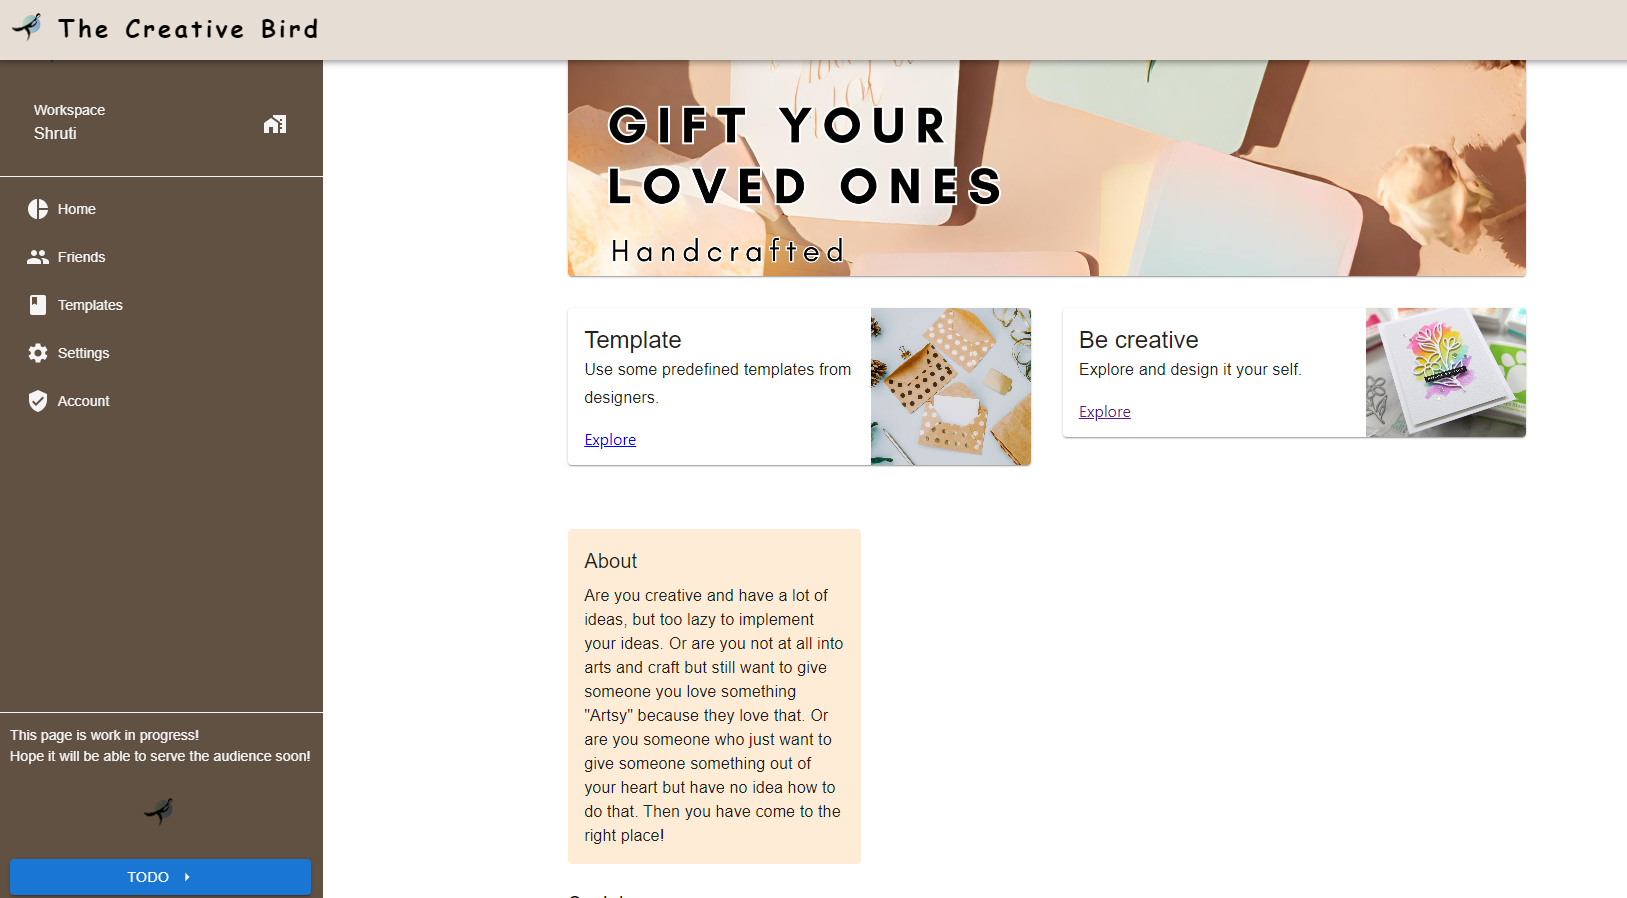 The Creative Bird
Workspace
Shruti
Home
Friends
Templates
Settings
Account
This page is work in progress!
Hope it will be able to serve the audience soon!
TODO
GIFT YOUR
LOVED ONES
Handcrafted
Template
Use some predefined templates from
designers.
Explore
Be creative
Explore and design it your self.
Explore
About
Are you creative and have a lot of
ideas, but too lazy to implement
your ideas. Or are you not at all into
arts and craft but still want to give
someone you love something
"Artsy" because they love that. Or
are you someone who just want to
give someone something out of
your heart but have no idea how to
do that. Then you have come to the
right place!